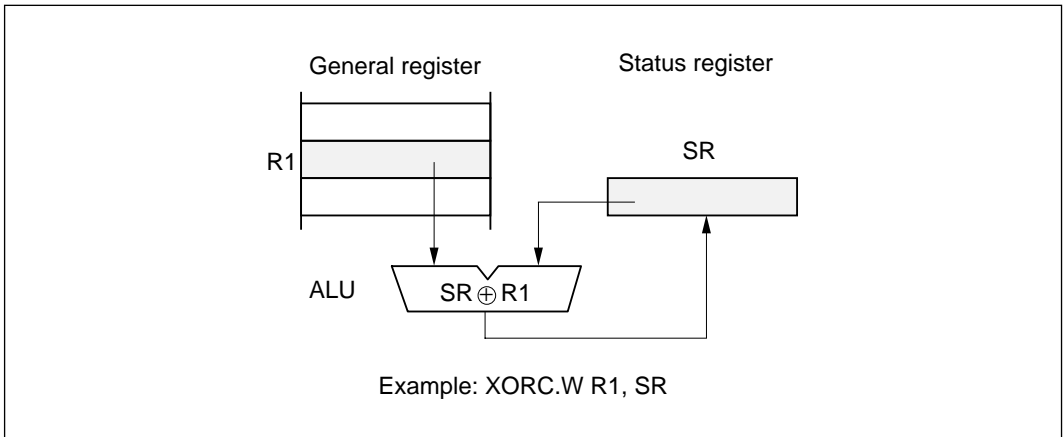 General register
Status register
R1
SR
ALU
SR ⊕ R1
Example: XORC.W R1, SR